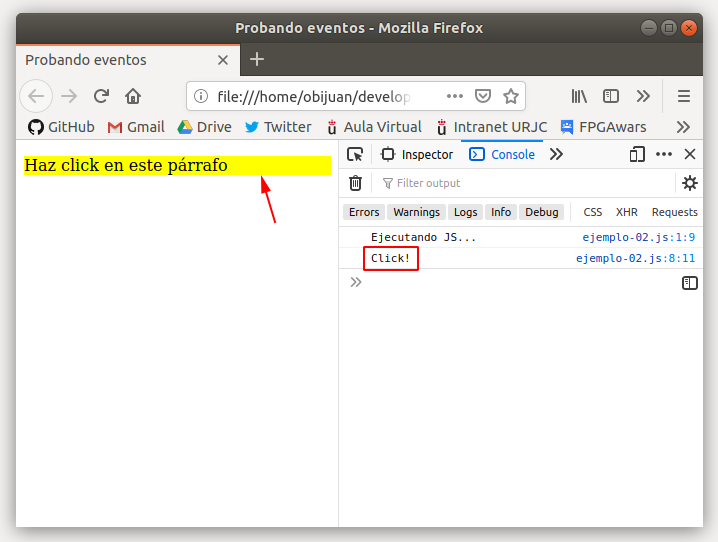 Probando eventos - Mozilla Firefox
Probando eventos
file:///home/obijuan/develop
GitHub Gmail Drive Twitter Aula Virtual Intranet URJC FPGAwars
Haz click en este párrafo
Inspector Console
Filter output
Errors Warnings Logs Info Debug CSS XHR Requests
Ejecutando JS... ejemplo-02.js:1:9
Click! ejemplo-02.js:8:11